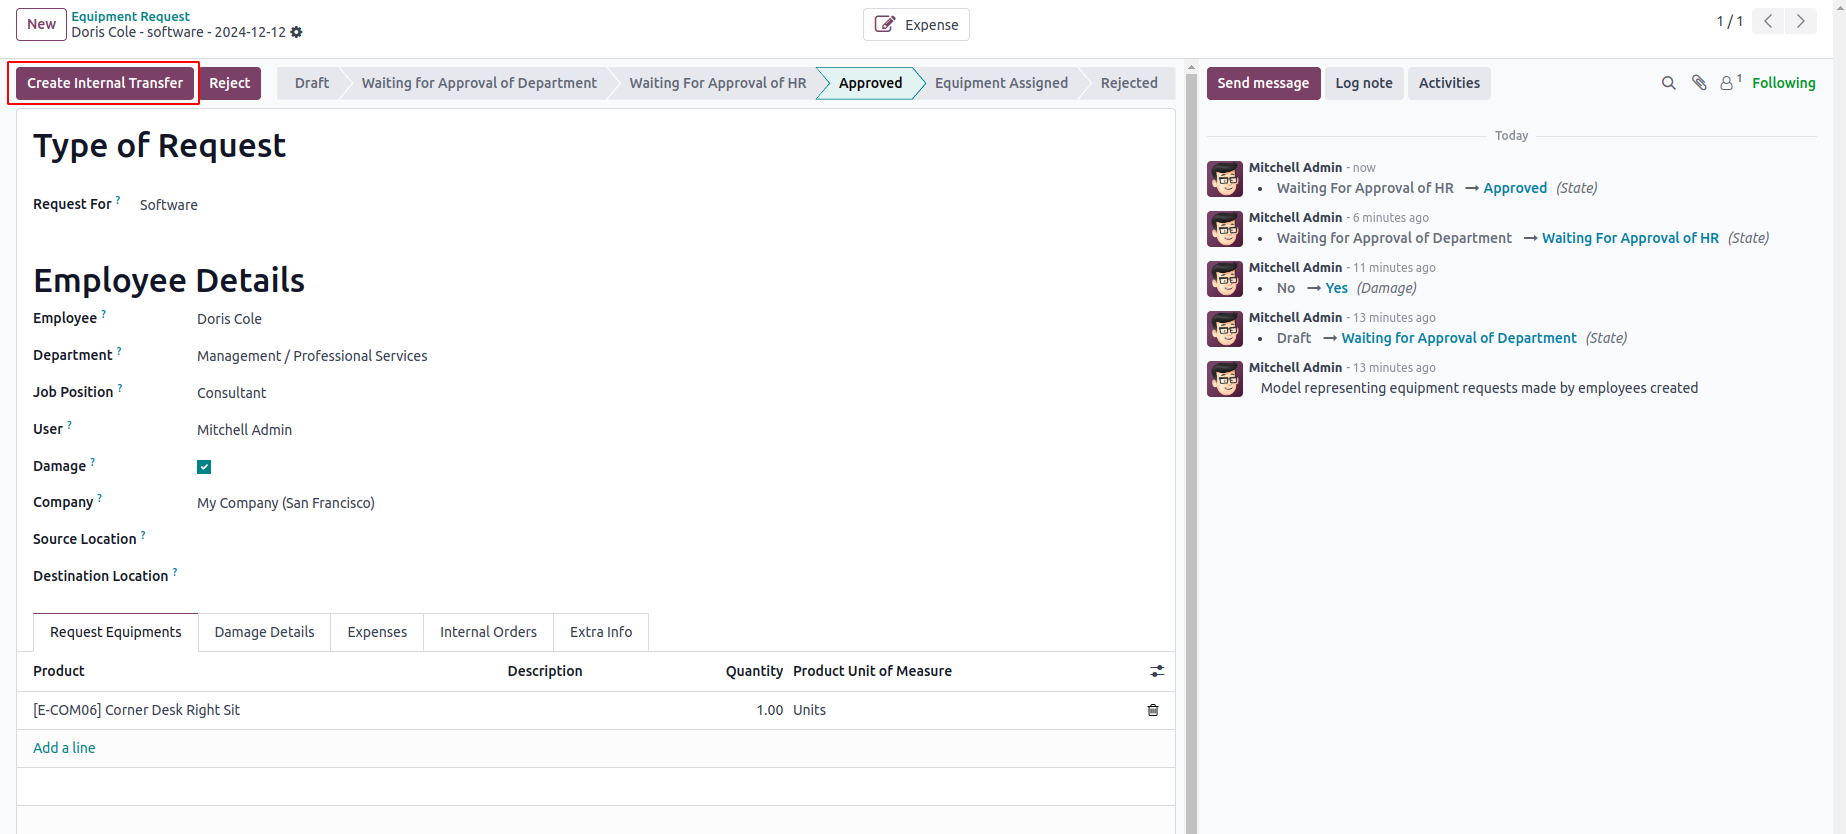 New
Equipment Request
Doris Cole - software - 2024-12-12
Expense
1 / 1
Create Internal Transfer
Reject
Draft
Waiting for Approval of Department
Waiting For Approval of HR
Approved
Equipment Assigned
Rejected
Send message
Log note
Activities
1
Following
Type of Request
Request For ? Software
Employee Details
Employee ? Doris Cole
Department ? Management / Professional Services
Job Position ? Consultant
User ? Mitchell Admin
Damage ?
Company ? My Company (San Francisco)
Source Location ?
Destination Location ?
Request Equipments
Damage Details
Expenses
Internal Orders
Extra Info
Product Description Quantity Product Unit of Measure
[E-COM06] Corner Desk Right Sit 1.00 Units
Add a line
Today
Mitchell Admin - now
• Waiting For Approval of HR → Approved (State)
Mitchell Admin - 6 minutes ago
• Waiting for Approval of Department → Waiting For Approval of HR (State)
Mitchell Admin - 11 minutes ago
• No → Yes (Damage)
Mitchell Admin - 13 minutes ago
• Draft → Waiting for Approval of Department (State)
Mitchell Admin - 13 minutes ago
Model representing equipment requests made by employees created